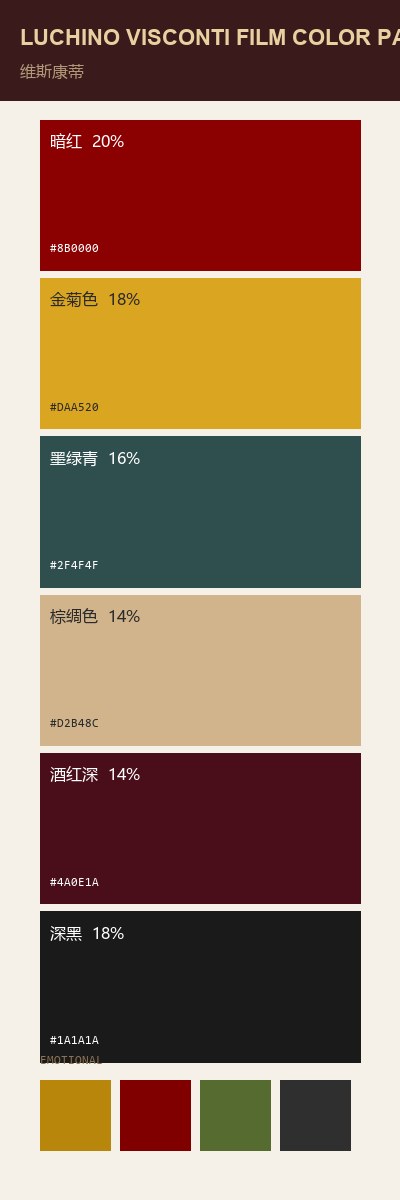 LUCHINO VISCONTI FILM COLOR PA
维斯康蒂
暗红 20%
#8B0000
金菊色 18%
#DAA520
墨绿青 16%
#2F4F4F
棕绸色 14%
#D2B48C
酒红深 14%
#4A0E1A
深黑 18%
#1A1A1A
EMOTIONAL